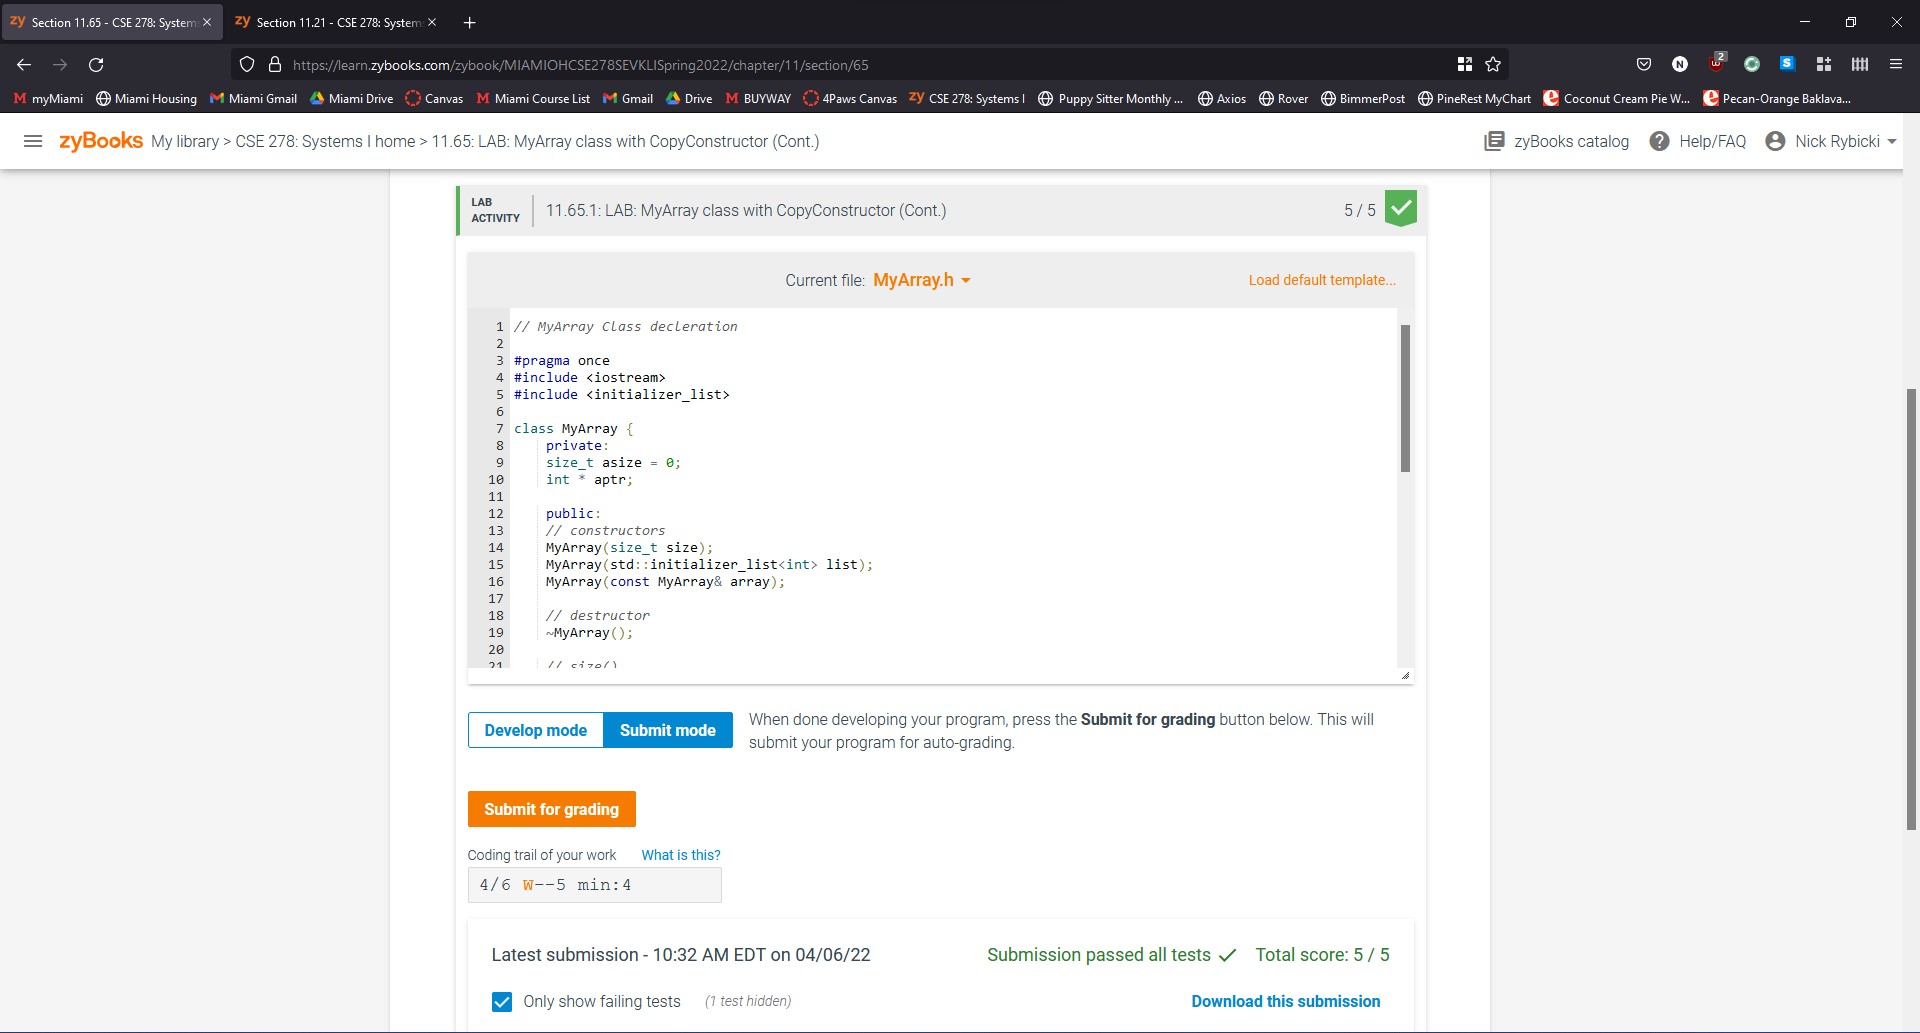 zy Section 11.65 - CSE 278: System
zy Section 11.21 - CSE 278: System
https://learn.zybooks.com/zybook/MIAMIOHCSE278SEVKLISpring2022/chapter/11/section/65
N
2
S
M myMiami Miami Housing Miami Gmail Miami Drive Canvas M Miami Course List Gmail Drive M BUYWAY 4Paws Canvas zy CSE 278: Systems I Puppy Sitter Monthly ... Axios Rover BimmerPost PineRest MyChart Coconut Cream Pie W... Pecan-Orange Baklava...
zyBooks My library > CSE 278: Systems I home > 11.65: LAB: MyArray class with CopyConstructor (Cont.)
zyBooks catalog ? Help/FAQ Nick Rybicki
LAB
ACTIVITY
11.65.1: LAB: MyArray class with CopyConstructor (Cont.)
5 / 5
Current file: MyArray.h
Load default template...
1 // MyArray Class decleration
2
3 #pragma once
4 #include <iostream>
5 #include <initializer_list>
6
7 class MyArray {
8 private:
9 size_t asize = 0;
10 int * aptr;
11
12 public:
13 // constructors
14 MyArray(size_t size);
15 MyArray(std::initializer_list<int> list);
16 MyArray(const MyArray& array);
17
18 // destructor
19 ~MyArray();
20
21 // size()
Develop mode
Submit mode
When done developing your program, press the Submit for grading button below. This will
submit your program for auto-grading.
Submit for grading
Coding trail of your work What is this?
4/6 W--5 min:4
Latest submission - 10:32 AM EDT on 04/06/22
Submission passed all tests Total score: 5 / 5
Only show failing tests (1 test hidden)
Download this submission